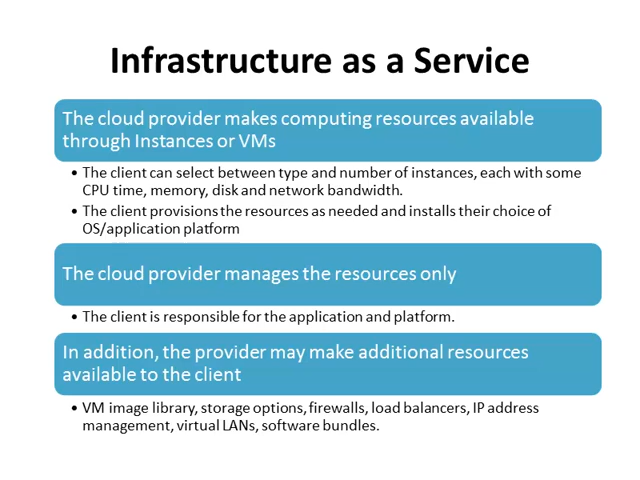 Infrastructure as a Service
The cloud provider makes computing resources available
through Instances or VMs
• The client can select between type and number of instances, each with some
CPU time, memory, disk and network bandwidth.
• The client provisions the resources as needed and installs their choice of
OS/application platform
The cloud provider manages the resources only
• The client is responsible for the application and platform.
In addition, the provider may make additional resources
available to the client
• VM image library, storage options, firewalls, load balancers, IP address
management, virtual LANs, software bundles.